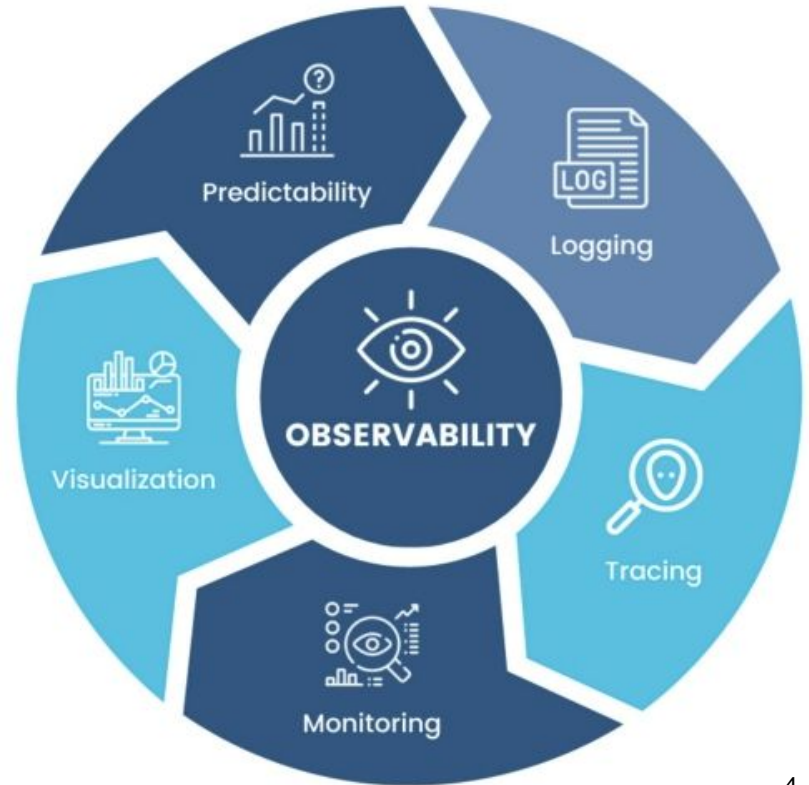 ?
Predictability
LOG
Logging
OBSERVABILITY
Visualization
Tracing
Monitoring
4